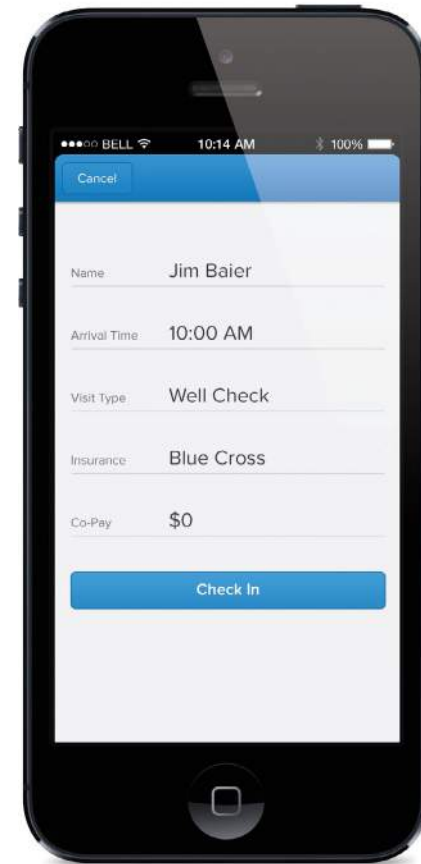 BELL 10:14 AM 100%
Cancel
Name Jim Baier
Arrival Time 10:00 AM
Visit Type Well Check
Insurance Blue Cross
Co-Pay $0
Check In